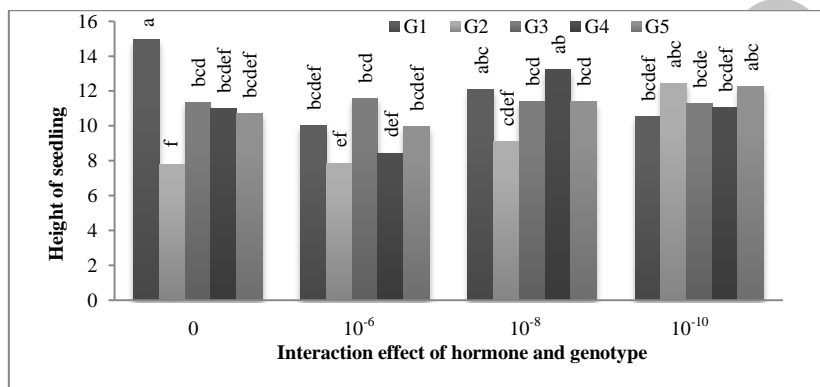 G1 G2 G3 G4 G5
16
14
12
10
8
6
4
2
0
Height of seedling
a
f
bcd
bcdef
bcdef
bcdef
ef
bcd
def
bcdef
abc
cdef
bcd
ab
bcd
bcdef
abc
bcde
bcdef
abc
0 10⁻⁶ 10⁻⁸ 10⁻¹⁰
Interaction effect of hormone and genotype